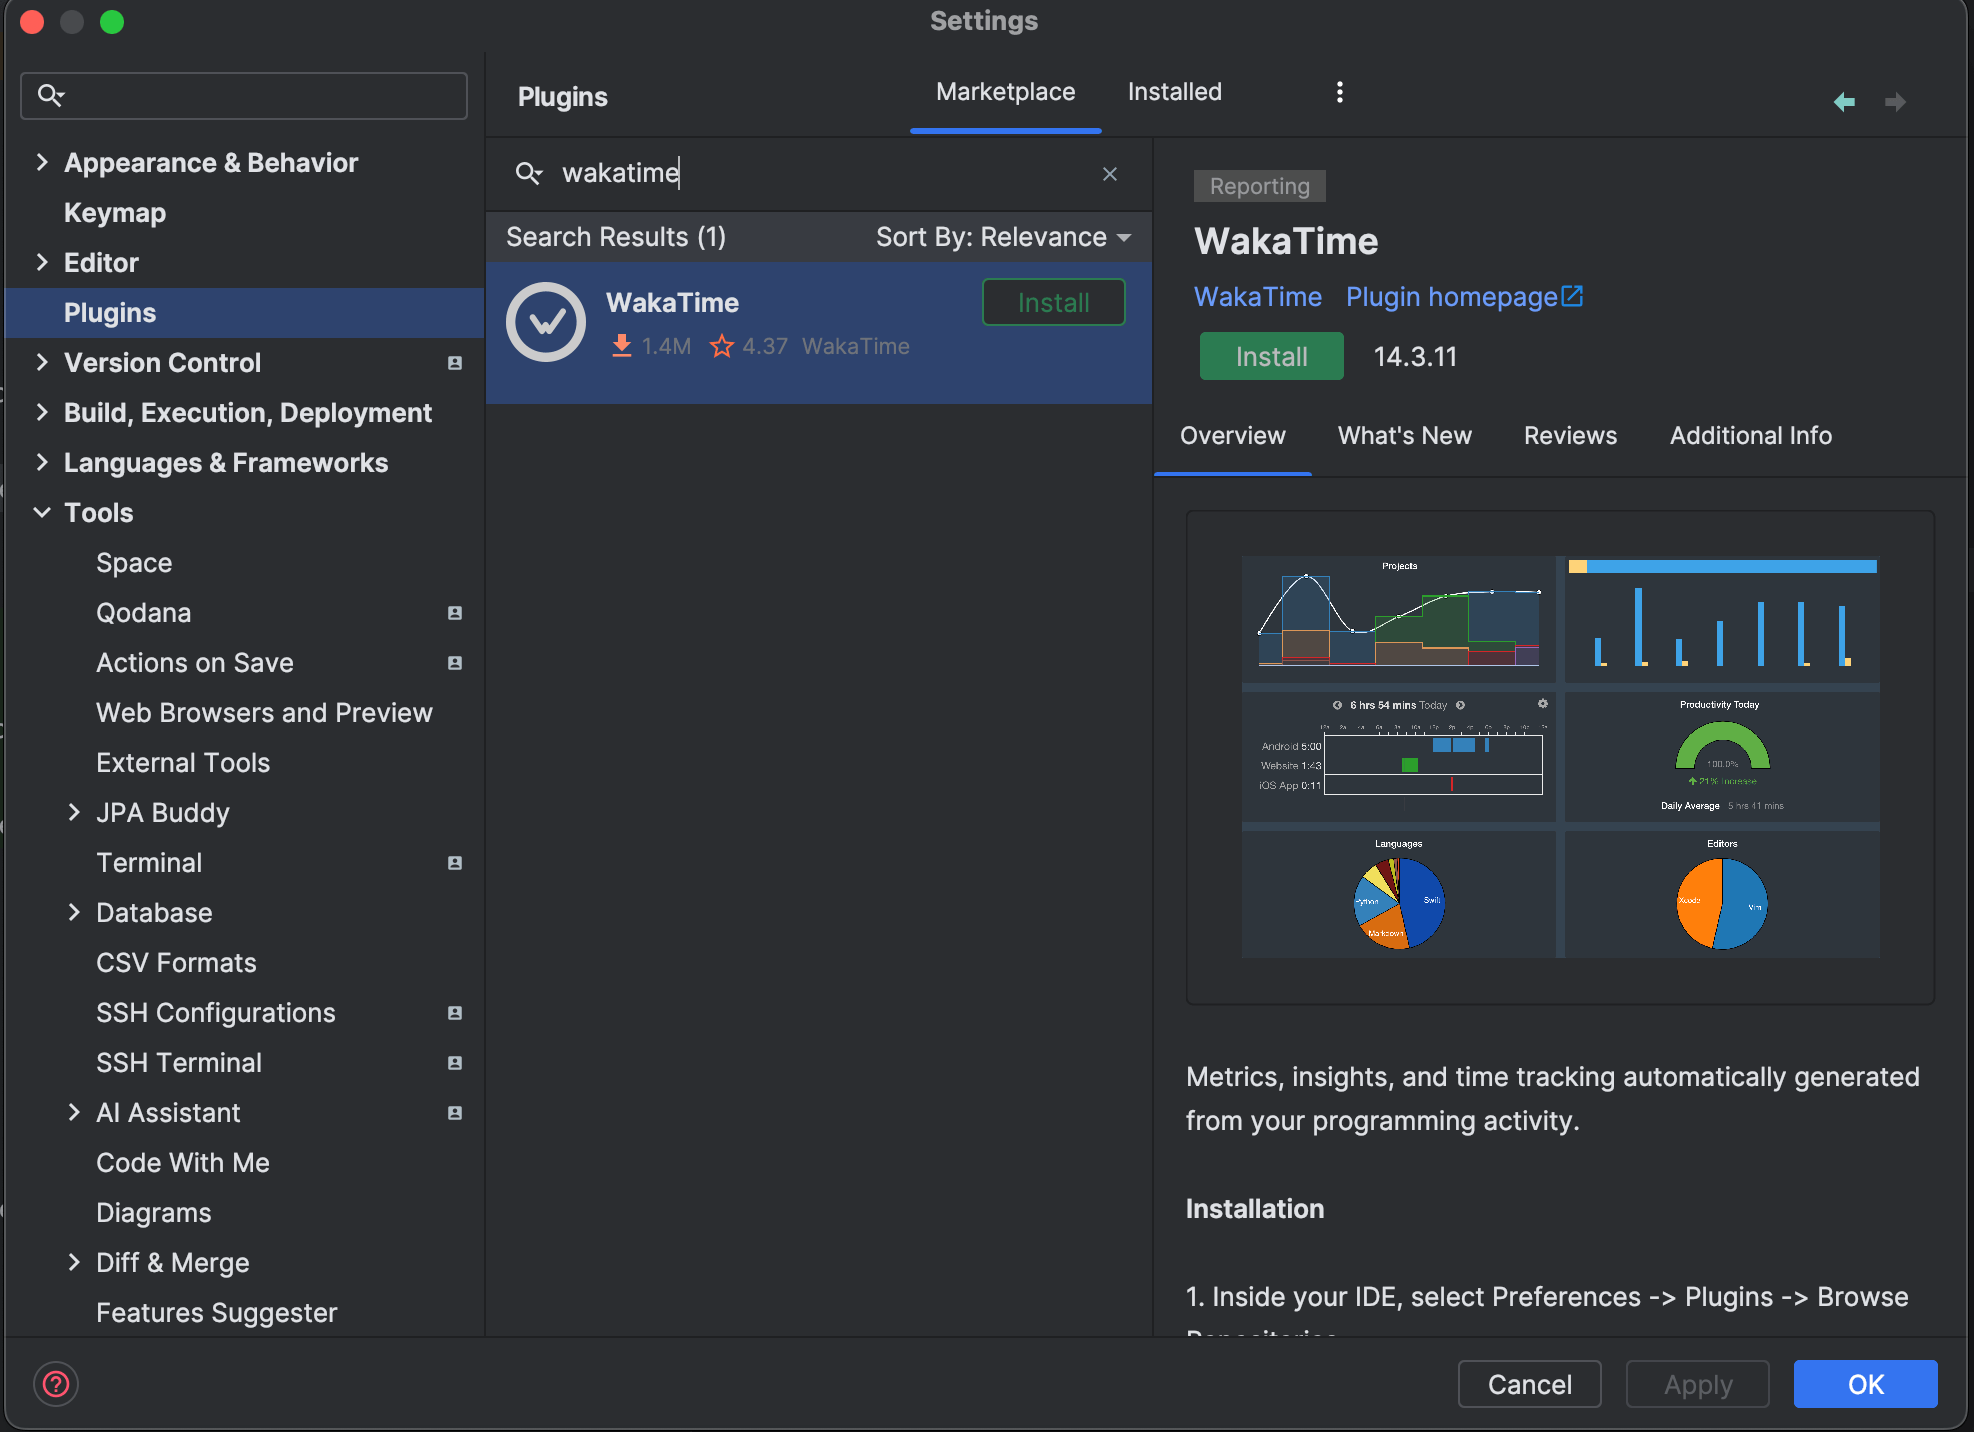 Settings
Appearance & Behavior
Keymap
Editor
Plugins
Version Control
Build, Execution, Deployment
Languages & Frameworks
Tools
Space
Qodana
Actions on Save
Web Browsers and Preview
External Tools
JPA Buddy
Terminal
Database
CSV Formats
SSH Configurations
SSH Terminal
AI Assistant
Code With Me
Diagrams
Diff & Merge
Features Suggester
Plugins
Marketplace
Installed
wakatime
Search Results (1)
Sort By: Relevance
WakaTime
Install
1.4M 4.37 WakaTime
Reporting
WakaTime
WakaTime Plugin homepage
Install 14.3.11
Overview What's New Reviews Additional Info
Projects
6 hrs 54 mins Today
Android 5:00
Website 1:43
iOS App 0:11
Productivity Today
100.0%
21% Increase
Daily Average 5 hrs 41 mins
Languages
Swift
Python
Markdown
Editors
Xcode
Vim
Metrics, insights, and time tracking automatically generated
from your programming activity.
Installation
1. Inside your IDE, select Preferences -> Plugins -> Browse
Cancel
Apply
OK